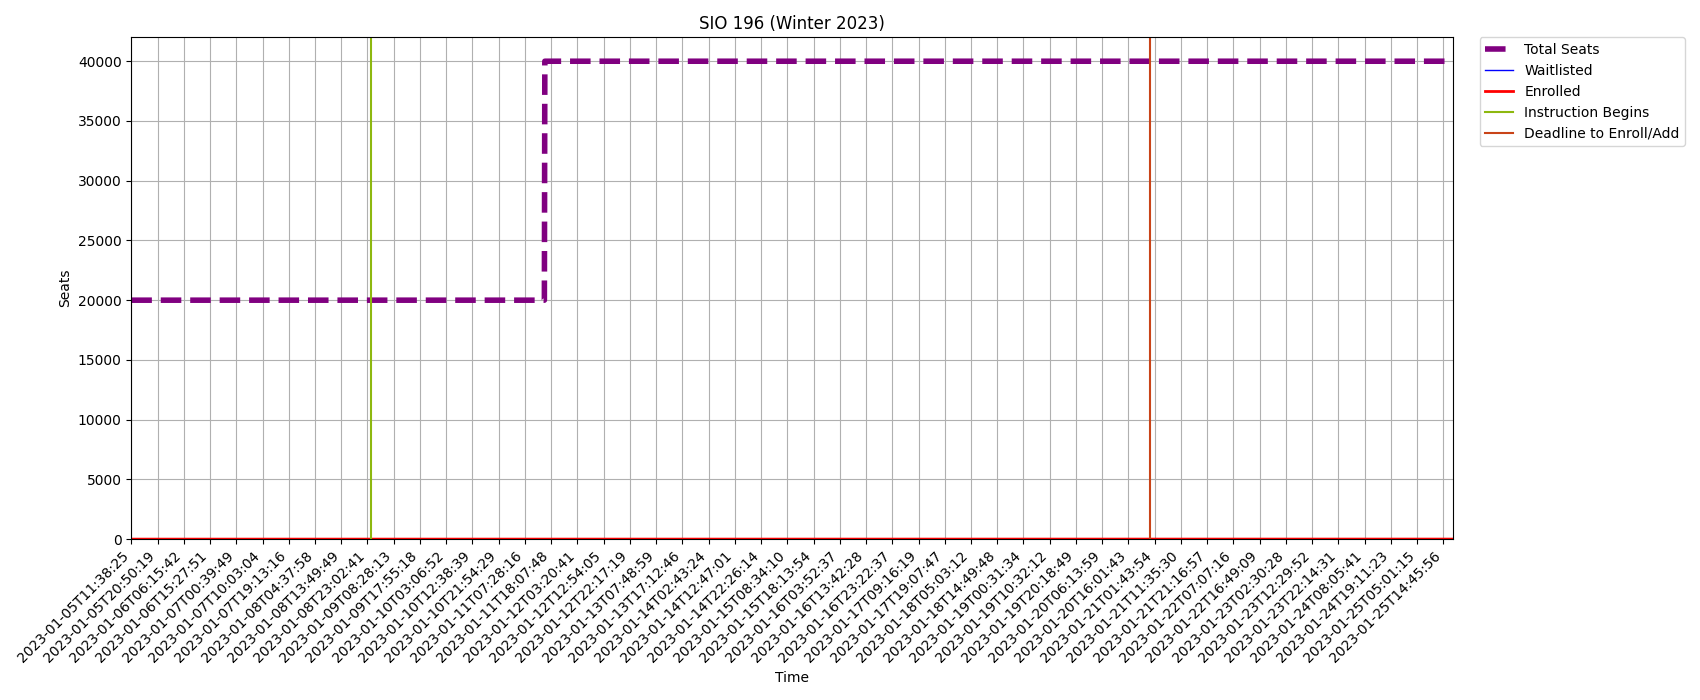 SIO 196 (Winter 2023)
Total Seats
Waitlisted
Enrolled
Instruction Begins
Deadline to Enroll/Add
Seats
40000
35000
30000
25000
20000
15000
10000
5000
0
2023-01-05T11:38:25
2023-01-05T20:50:19
2023-01-06T06:15:42
2023-01-06T15:27:51
2023-01-07T00:39:49
2023-01-07T10:03:04
2023-01-07T19:13:16
2023-01-08T04:37:58
2023-01-08T13:49:49
2023-01-08T23:02:41
2023-01-09T08:28:13
2023-01-09T17:55:18
2023-01-10T03:06:52
2023-01-10T12:38:39
2023-01-10T21:54:29
2023-01-11T07:28:16
2023-01-11T18:07:48
2023-01-12T03:20:41
2023-01-12T12:54:05
2023-01-12T22:17:19
2023-01-13T07:48:59
2023-01-13T17:12:46
2023-01-14T02:43:24
2023-01-14T12:47:01
2023-01-14T22:26:14
2023-01-15T08:34:10
2023-01-15T18:13:54
2023-01-16T03:52:37
2023-01-16T13:42:28
2023-01-16T23:22:37
2023-01-17T09:16:19
2023-01-17T19:07:47
2023-01-18T05:03:12
2023-01-18T14:49:48
2023-01-19T00:31:34
2023-01-19T10:32:12
2023-01-19T20:18:49
2023-01-20T06:13:59
2023-01-20T16:01:43
2023-01-21T01:43:54
2023-01-21T11:35:30
2023-01-21T21:16:57
2023-01-22T07:07:16
2023-01-22T16:49:09
2023-01-23T02:30:28
2023-01-23T12:29:52
2023-01-23T22:14:31
2023-01-24T08:05:41
2023-01-24T19:11:23
2023-01-25T05:01:15
2023-01-25T14:45:56
Time